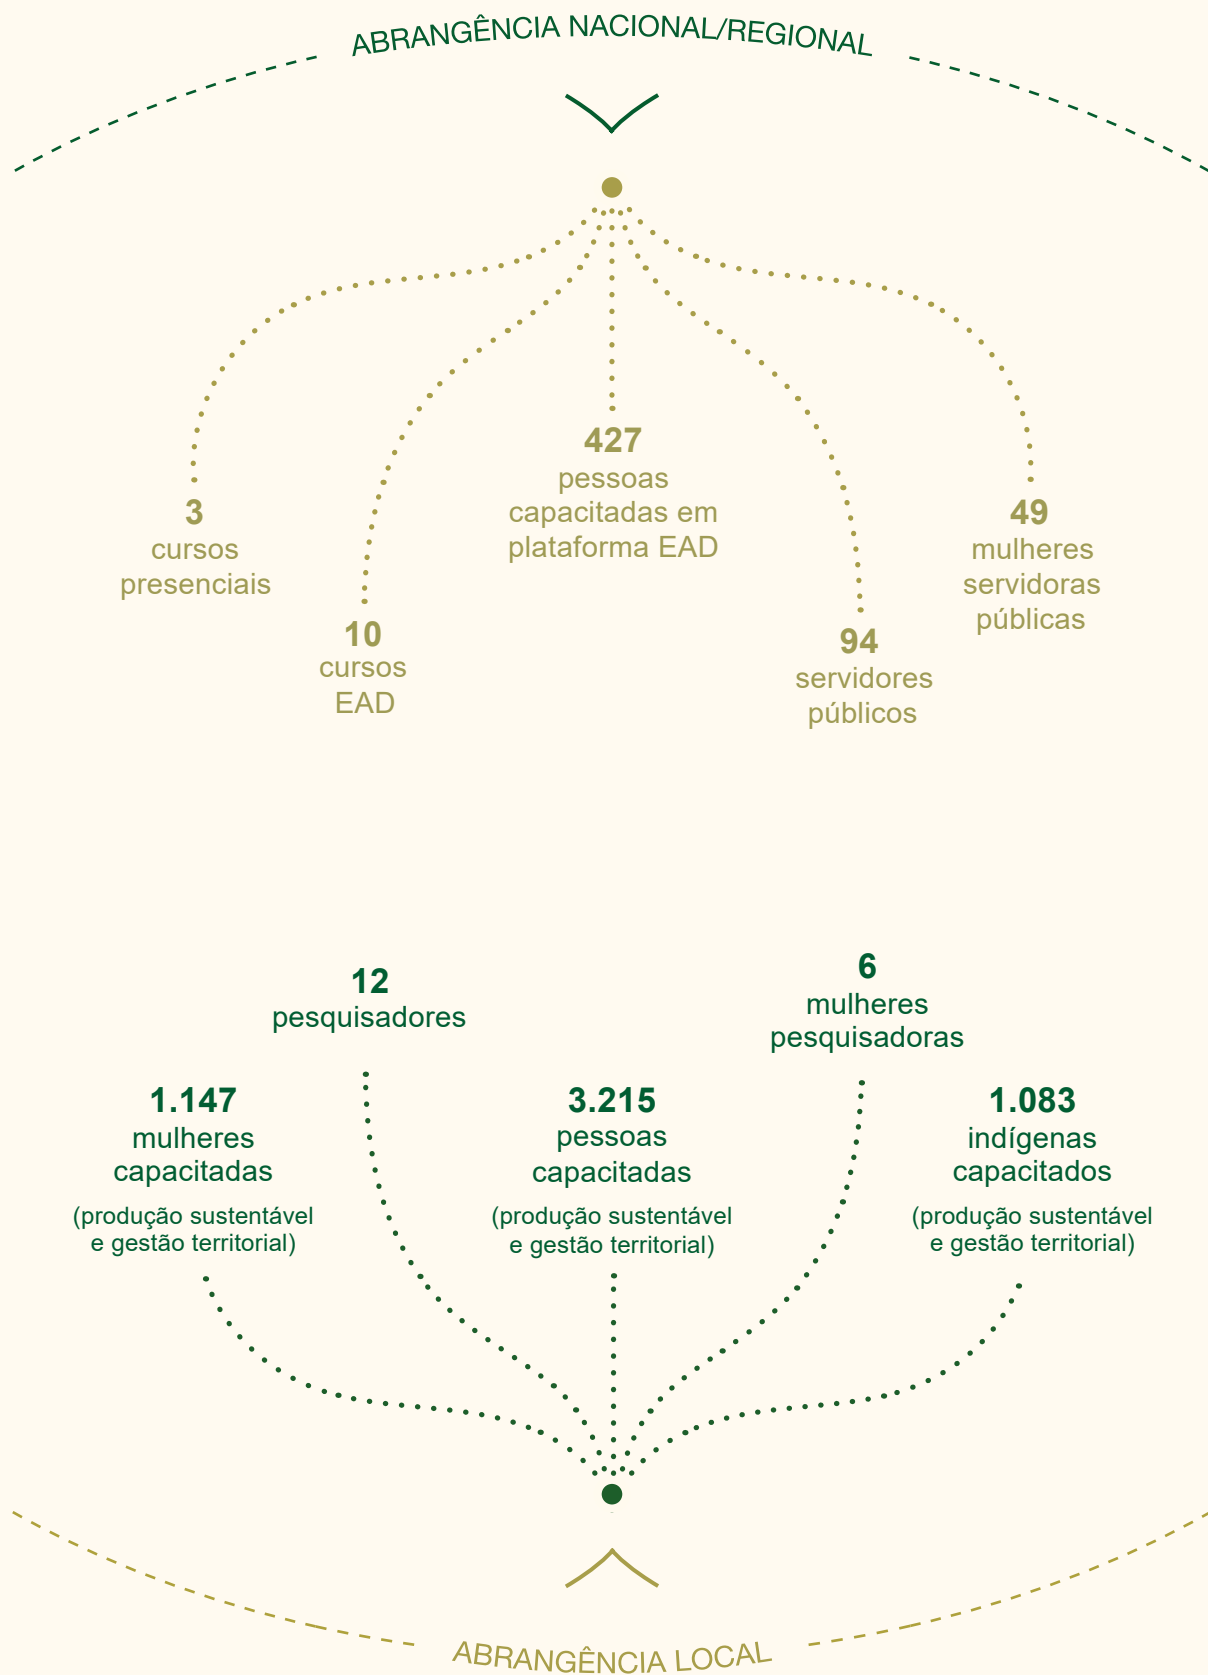 ABRANGÊNCIA NACIONAL/REGIONAL
427
pessoas
capacitadas em
plataforma EAD
3
cursos
presenciais
49
mulheres
servidoras
públicas
10
cursos
EAD
94
servidores
públicos
12
pesquisadores
6
mulheres
pesquisadoras
1.147
mulheres
capacitadas
(produção sustentável
e gestão territorial)
3.215
pessoas
capacitadas
(produção sustentável
e gestão territorial)
1.083
indígenas
capacitados
(produção sustentável
e gestão territorial)
ABRANGÊNCIA LOCAL